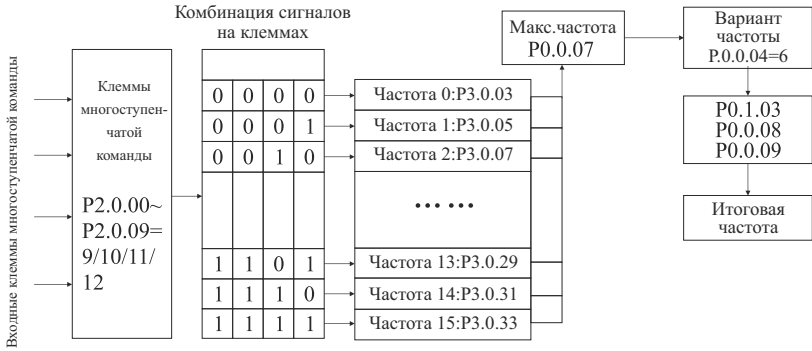 Входные клеммы многоступенчатой команды
Клеммы
многоступен-
чатой
команды
P2.0.00~
P2.0.09=
9/10/11/
12
Комбинация сигналов
на клеммах
0 0 0 0
0 0 0 1
0 0 1 0
1 1 0 1
1 1 1 0
1 1 1 1
Частота 0:P3.0.03
Частота 1:P3.0.05
Частота 2:P3.0.07
... ...
Частота 13:P3.0.29
Частота 14:P3.0.31
Частота 15:P3.0.33
Макс.частота
P0.0.07
Вариант
частоты
P.0.0.04=6
P0.1.03
P0.0.08
P0.0.09
Итоговая
частота